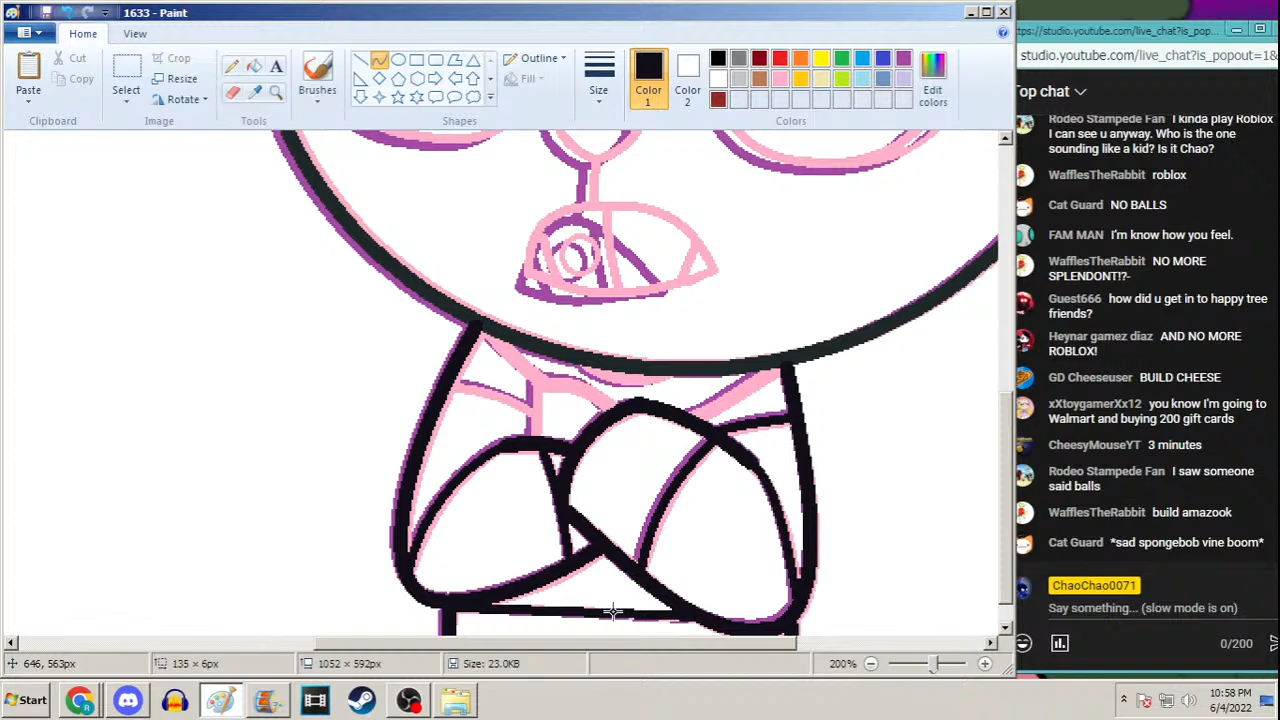 1633 - Paint
studio.youtube.com/live_chat?is_pop...
Home
View
studio.youtube.com/live_chat?is_popout=1&
Cut
Copy
Paste
Clipboard
Select
Crop
Resize
Rotate
Image
Tools
Brushes
Outline
Fill
Shapes
Size
Color
1
Color
2
Edit
colors
Colors
Top chat
Rodeo Stampede Fan I kinda play Roblox
I can see u anyway. Who is the one
sounding like a kid? Is it Chao?
WafflesTheRabbit roblox
Cat Guard NO BALLS
FAM MAN I'm know how you feel.
WafflesTheRabbit NO MORE
SPLENDONT!?-
Guest666 how did u get in to happy tree
friends?
Heynar gamez diaz AND NO MORE
ROBLOX!
GD Cheeseuser BUILD CHEESE
xXtoygamerXx12 you know I'm going to
Walmart and buying 200 gift cards
CheesyMouseYT 3 minutes
Rodeo Stampede Fan I saw someone
said balls
WafflesTheRabbit build amazook
Cat Guard *sad spongebob vine boom*
ChaoChao0071
Say something... (slow mode is on)
0/200
646, 563px
135 × 6px
1052 × 592px
Size: 23.0KB
200%
Start
10:58 PM
6/4/2022